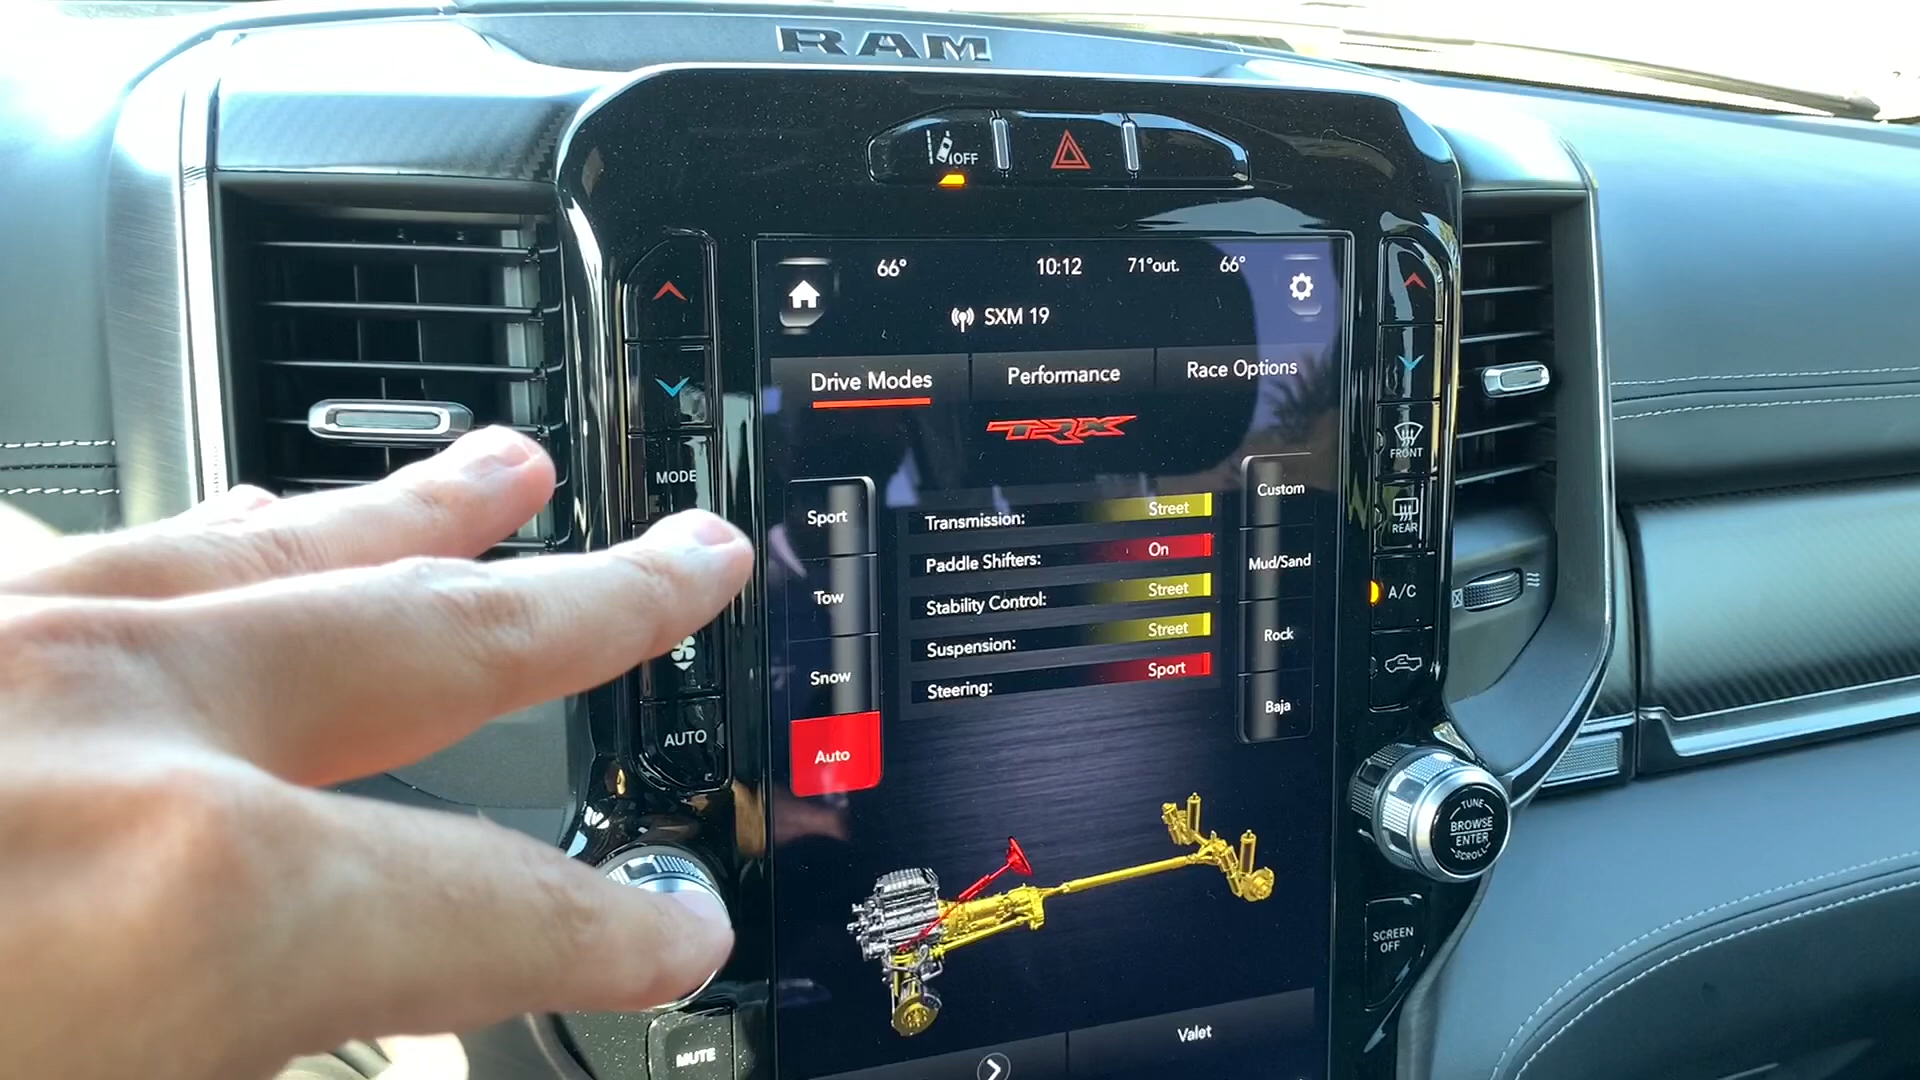 RAM
OFF
66°
10:12
71°out.
66°
SXM 19
Drive Modes
Performance
Race Options
TRX
MODE
AUTO
MUTE
Sport
Tow
Snow
Auto
Transmission: Street
Paddle Shifters: On
Stability Control: Street
Suspension: Street
Steering: Sport
Custom
Mud/Sand
Rock
Baja
Valet
FRONT
REAR
A/C
TUNE
BROWSE
ENTER
SCROLL
SCREEN
OFF